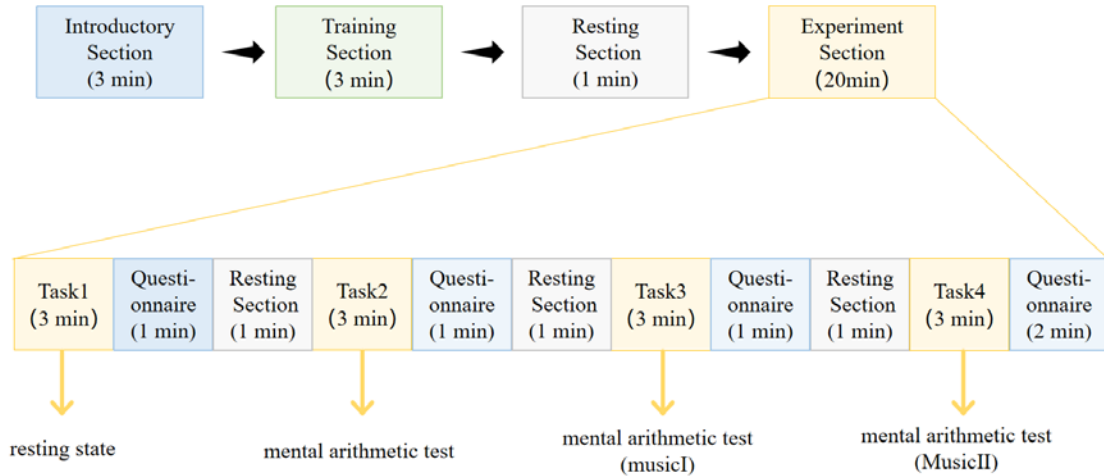 Introductory
Section
(3 min)
Training
Section
(3 min)
Resting
Section
(1 min)
Experiment
Section
(20min)
Task1
(3 min)
Questi-
onnaire
(1 min)
Resting
Section
(1 min)
Task2
(3 min)
Questi-
onnaire
(1 min)
Resting
Section
(1 min)
Task3
(3 min)
Questi-
onnaire
(1 min)
Resting
Section
(1 min)
Task4
(3 min)
Questi-
onnaire
(2 min)
resting state
mental arithmetic test
mental arithmetic test
(musicI)
mental arithmetic test
(MusicII)